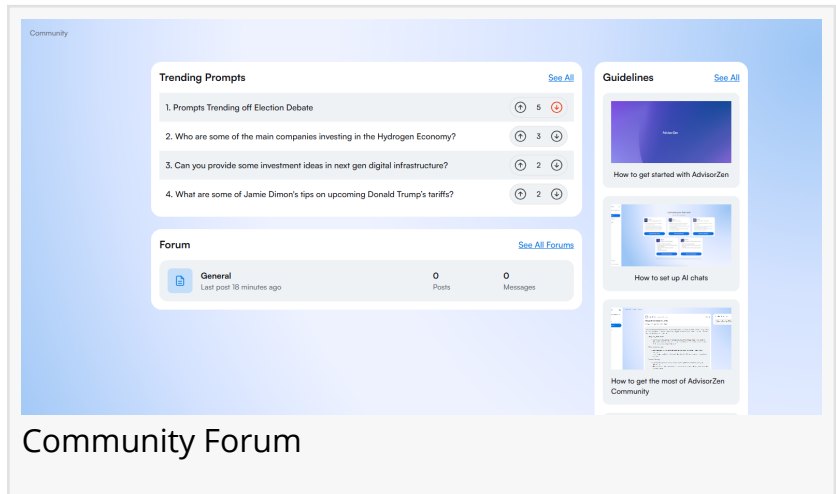 Community
Trending Prompts
See All
1. Prompts Trending off Election Debate
5
2. Who are some of the main companies investing in the Hydrogen Economy?
3
3. Can you provide some investment ideas in next gen digital infrastructure?
2
4. What are some of Jamie Dimon's tips on upcoming Donald Trump's tariffs?
2
Forum
See All Forums
General
Last post 18 minutes ago
0
Posts
0
Messages
Guidelines
See All
AdvisorZen
How to get started with AdvisorZen
How to set up AI chats
How to get the most of AdvisorZen
Community
Community Forum